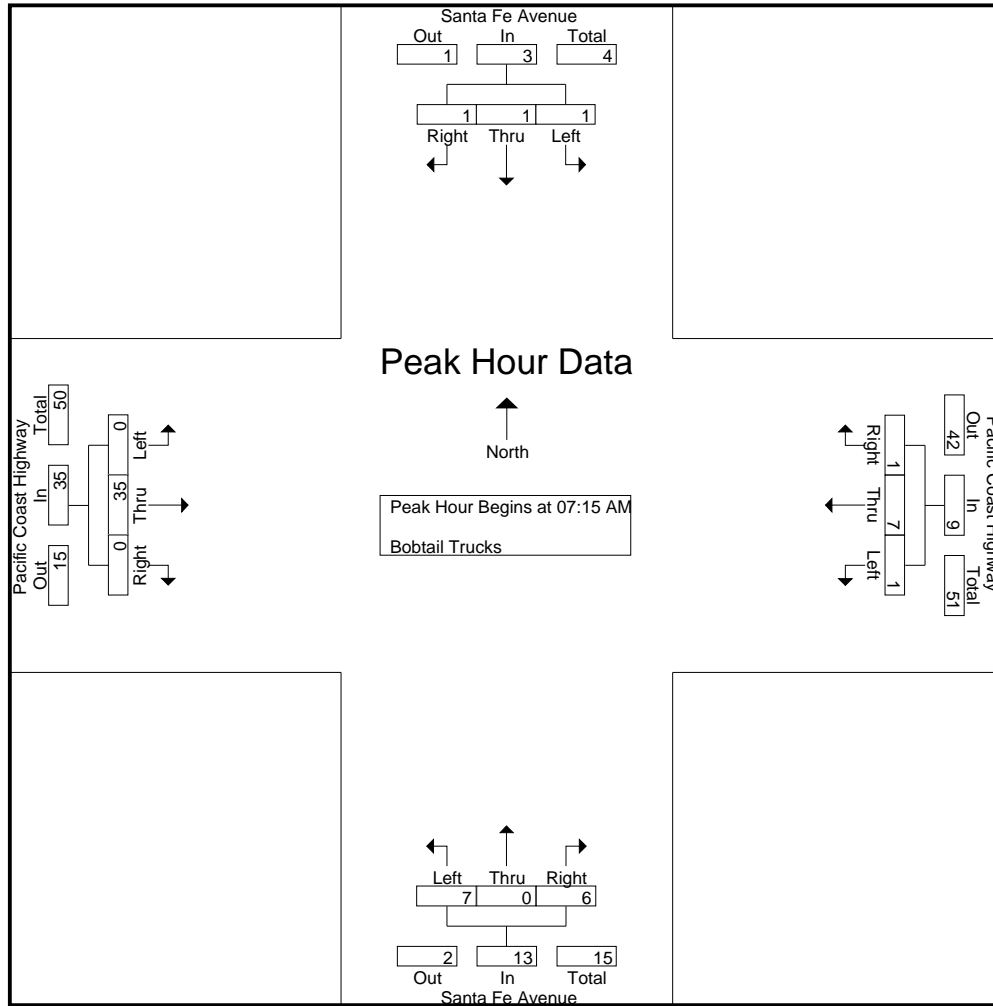 Santa Fe Avenue
Out In Total
1 3 4
1 1 1
Right Thru Left
Peak Hour Data
North
Peak Hour Begins at 07:15 AM
Bobtail Trucks
Pacific Coast Highway
Total In Out
50 35 15
0 35 0
Left Thru Right
Pacific Coast Highway
Out In Total
42 9 51
1 7 1
Right Thru Left
Left Thru Right
7 0 6
2 13 15
Out In Total
Santa Fe Avenue